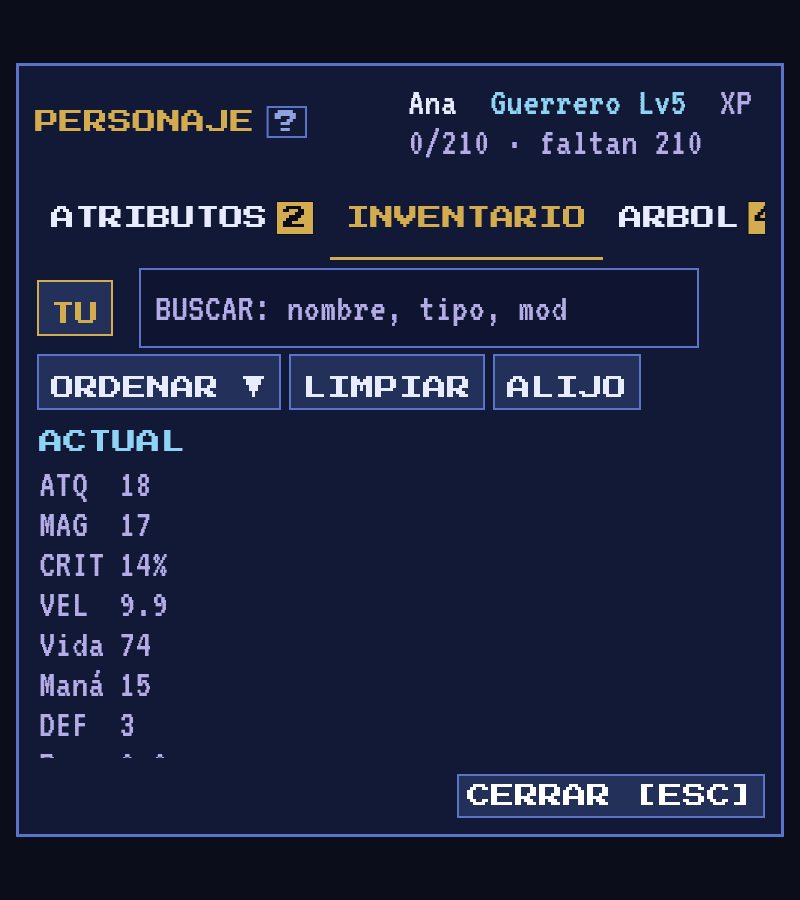 PERSONAJE ?
Ana Guerrero Lv5 XP
0/210 · faltan 210
ATRIBUTOS 2 INVENTARIO ARBOL 4
TU BUSCAR: nombre, tipo, mod
ORDENAR ▼ LIMPIAR ALIJO
ACTUAL
ATQ 18
MAG 17
CRIT 14%
VEL 9.9
Vida 74
Maná 15
DEF 3
CERRAR [ESC]